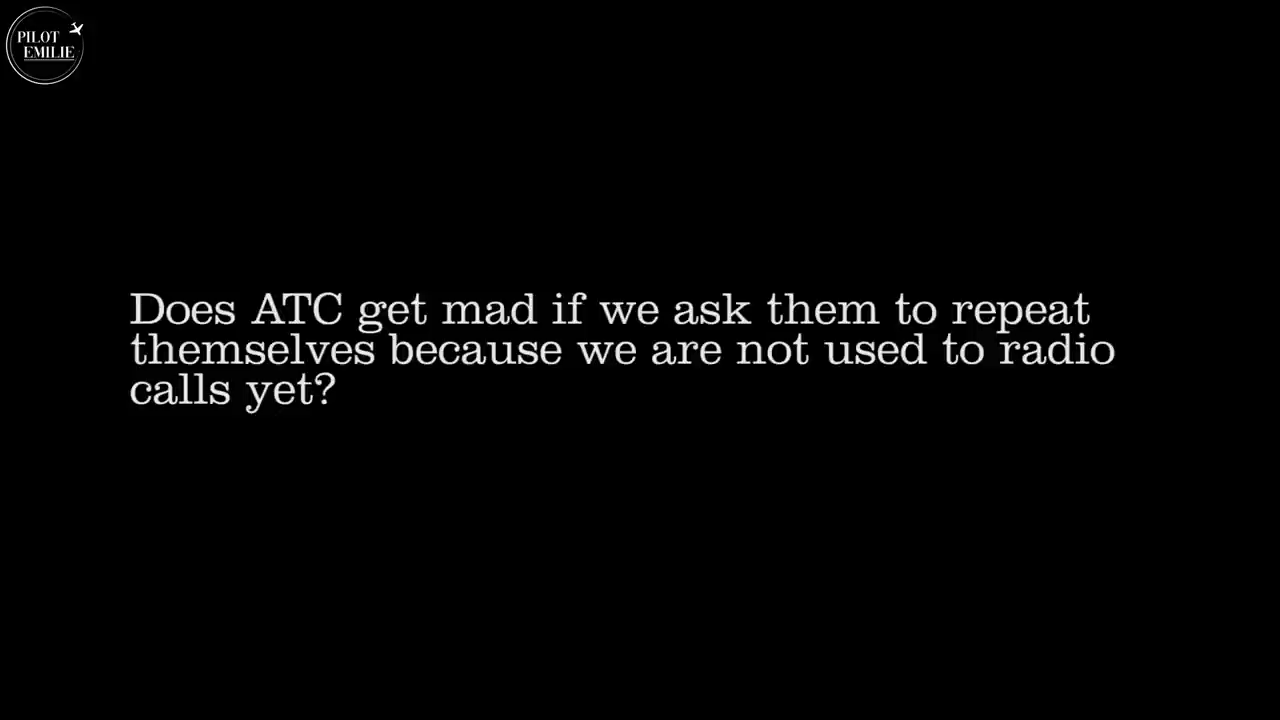 PILOT
EMILIE
Does ATC get mad if we ask them to repeat
themselves because we are not used to radio
calls yet?